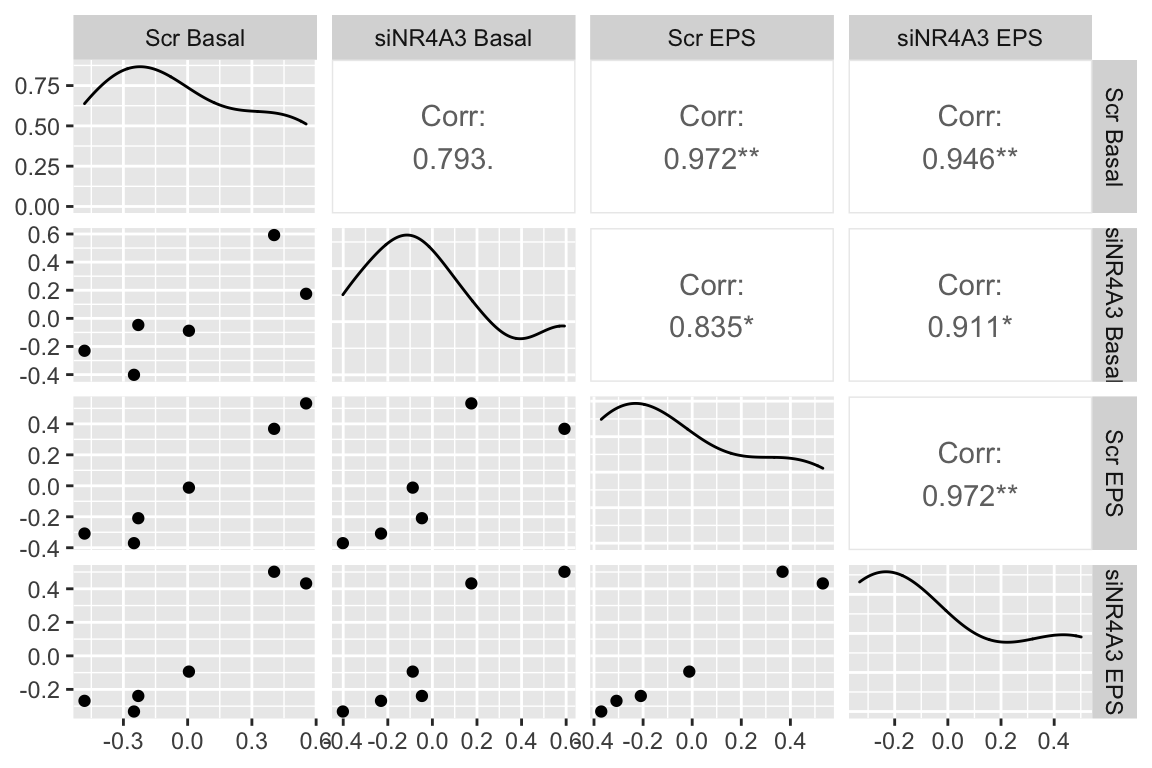 Scr Basal
siNR4A3 Basal
Scr EPS
siNR4A3 EPS
0.75
0.50
0.25
0.00
Corr:
0.793.
Corr:
0.972**
Corr:
0.946**
Scr Basal
0.6
0.4
0.2
0.0
-0.2
-0.4
Corr:
0.835*
Corr:
0.911*
siNR4A3 Basal
0.4
0.2
0.0
-0.2
-0.4
Corr:
0.972**
Scr EPS
0.4
0.2
0.0
-0.2
siNR4A3 EPS
-0.3 0.0 0.3 0.6
-0.4 -0.2 0.0 0.2 0.4 0.6
-0.4 -0.2 0.0 0.2 0.4
-0.2 0.0 0.2 0.4